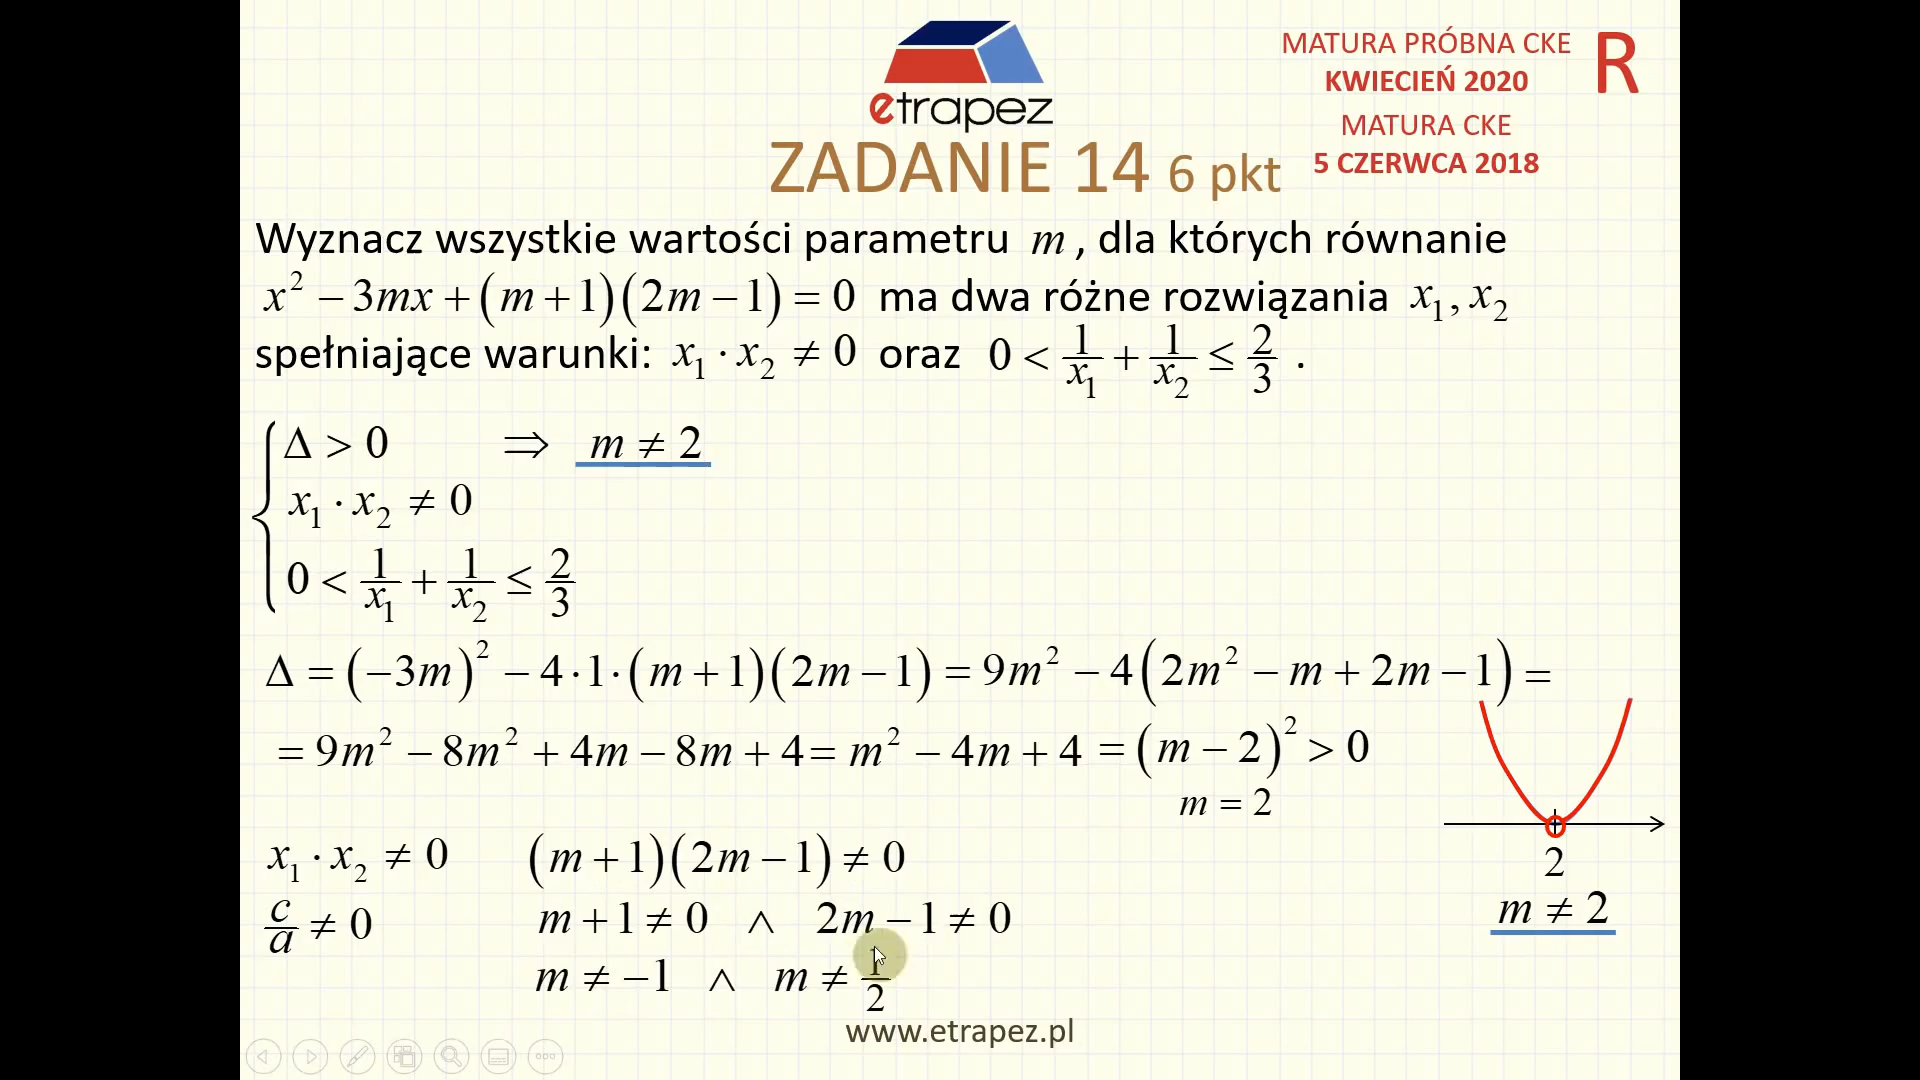 etrapez
MATURA PRÓBNA CKE
KWIECIEŃ 2020
R
MATURA CKE
5 CZERWCA 2018
ZADANIE 14 6 pkt
Wyznacz wszystkie wartości parametru m, dla których równanie
x² − 3mx + (m + 1)(2m − 1) = 0 ma dwa różne rozwiązania x₁, x₂
spełniające warunki: x₁ · x₂ ≠ 0 oraz 0 < 1/x₁ + 1/x₂ ≤ 2/3 .
Δ > 0 ⇒ m ≠ 2
x₁ · x₂ ≠ 0
0 < 1/x₁ + 1/x₂ ≤ 2/3
Δ = (−3m)² − 4·1·(m + 1)(2m − 1) = 9m² − 4(2m² − m + 2m − 1) =
= 9m² − 8m² + 4m − 8m + 4 = m² − 4m + 4 = (m − 2)² > 0
m = 2
2
m ≠ 2
x₁ · x₂ ≠ 0 (m + 1)(2m − 1) ≠ 0
c/a ≠ 0 m + 1 ≠ 0 ∧ 2m − 1 ≠ 0
m ≠ −1 ∧ m ≠ 1/2
www.etrapez.pl